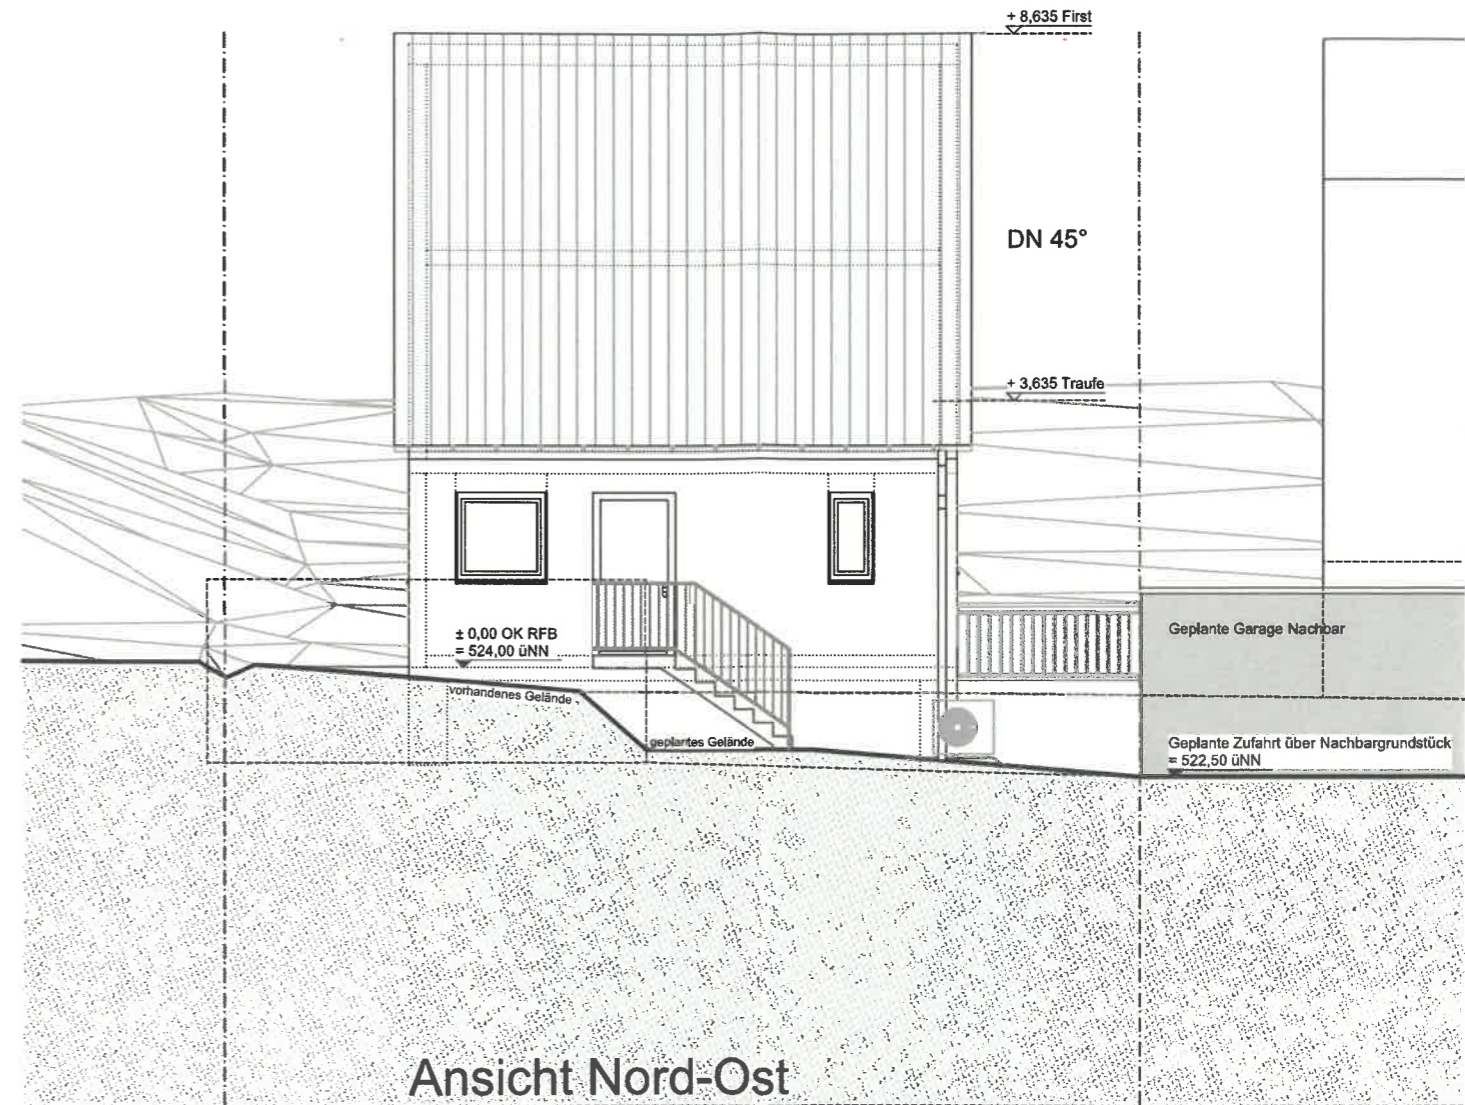 + 8,635 First
DN 45°
+ 3,635 Traufe
Geplante Garage Nachbar
± 0,00 OK RFB
= 524,00 üNN
vorhandenes Gelände
geplantes Gelände
Geplante Zufahrt über Nachbargrundstück
= 522,50 üNN
Ansicht Nord-Ost